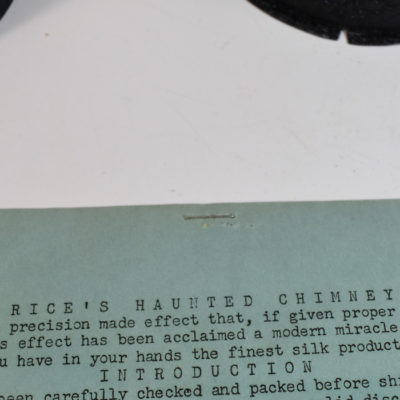 RICE'S HAUNTED CHIMNEY
precision made effect that, if given proper
effect has been acclaimed a modern miracle
have in your hands the finest silk product
INTRODUCTION
been carefully checked and packed before